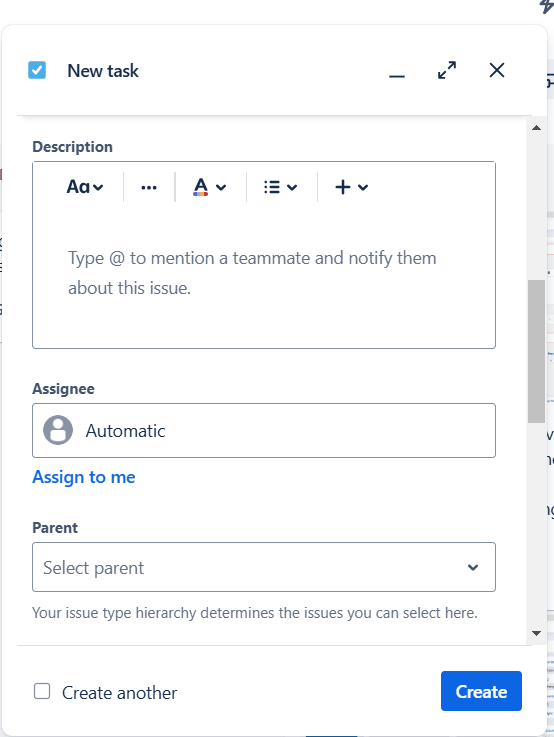 New task
Description
Aa
A
Type @ to mention a teammate and notify them
about this issue.
Assignee
Automatic
Assign to me
Parent
Select parent
Your issue type hierarchy determines the issues you can select here.
Create another
Create